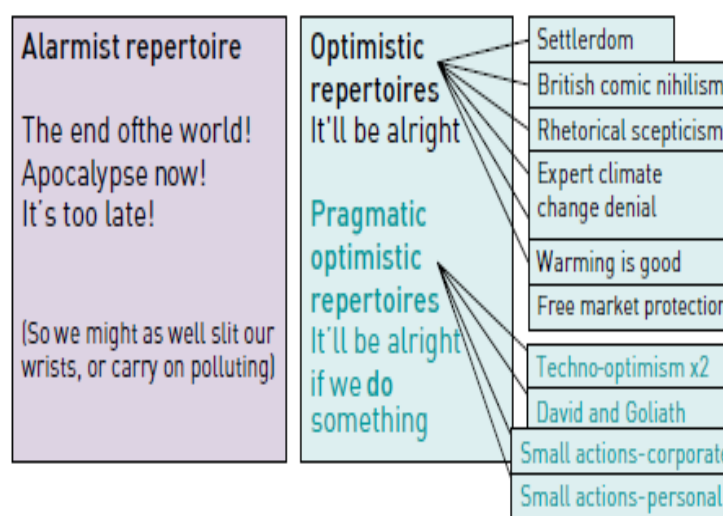 Alarmist repertoire
The end ofthe world!
Apocalypse now!
It's too late!
(So we might as well slit our
wrists, or carry on polluting)
Optimistic
repertoires
It'll be alright
Pragmatic
optimistic
repertoires
It'll be alright
if we do
something
Settlerdom
British comic nihilism
Rhetorical scepticism
Expert climate
change denial
Warming is good
Free market protection
Techno-optimism x2
David and Goliath
Small actions-corporate
Small actions-personal